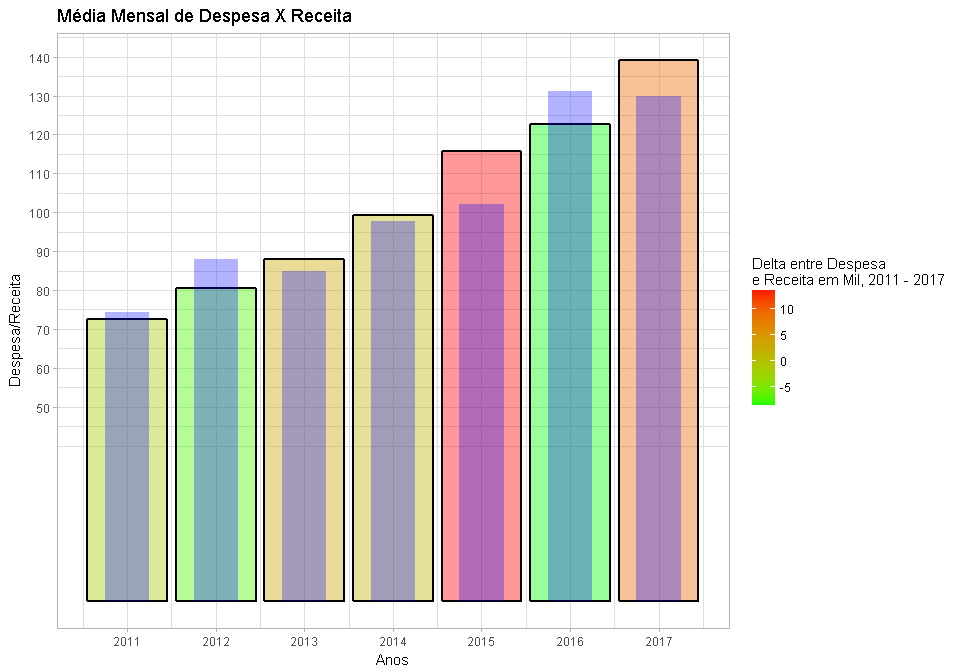 Média Mensal de Despesa X Receita
140
130
120
110
100
90
80
70
60
50
Despesa/Receita
2011 2012 2013 2014 2015 2016 2017
Anos
Delta entre Despesa
e Receita em Mil, 2011 - 2017
10
5
0
-5